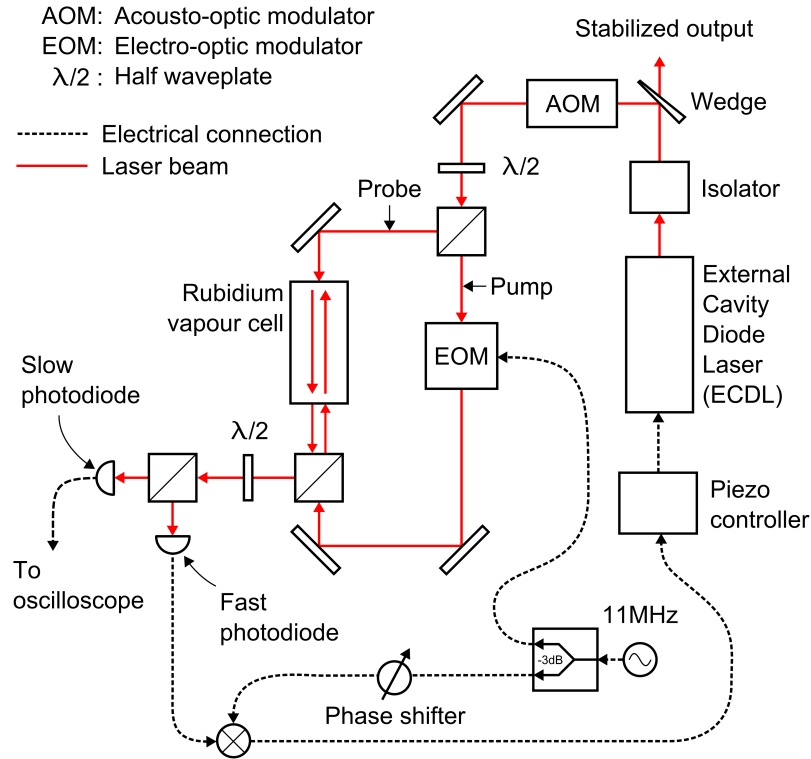 AOM: Acousto-optic modulator
EOM: Electro-optic modulator
λ/2 : Half waveplate
Electrical connection
Laser beam
Stabilized output
AOM
Wedge
λ/2
Isolator
Probe
Rubidium
vapour cell
Pump
EOM
External
Cavity
Diode
Laser
(ECDL)
Slow
photodiode
λ/2
Piezo
controller
To
oscilloscope
Fast
photodiode
11MHz
-3dB
Phase shifter